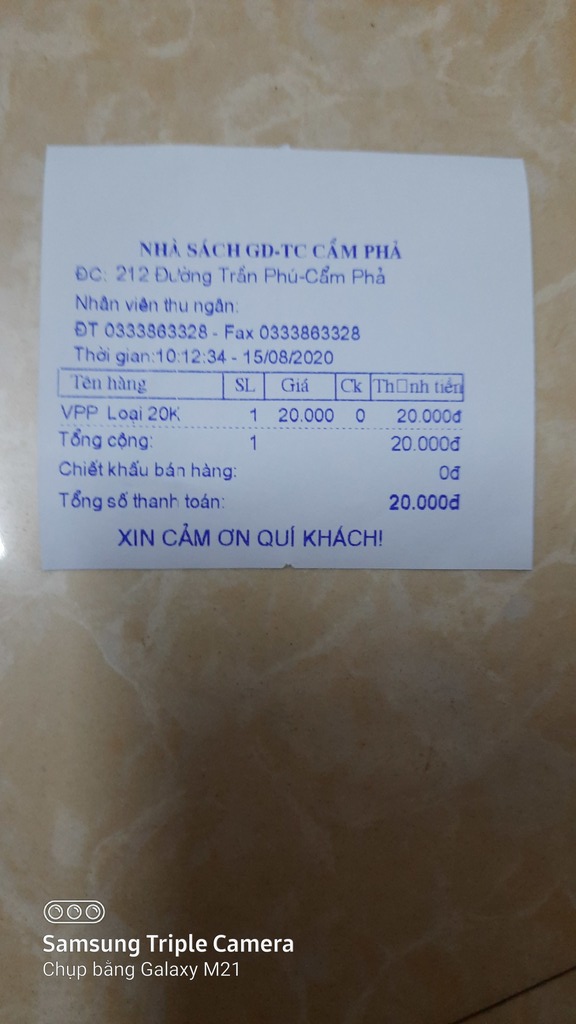 NHÀ SÁCH GD-TC CẨM PHẢ
ĐC: 212 Đường Trần Phú-Cẩm Phả
Nhân viên thu ngân:
ĐT 0333863328 - Fax 0333863328
Thời gian:10:12:34 - 15/08/2020
Tên hàng SL Giá Ck Th□nh tiền
VPP Loại 20K 1 20.000 0 20.000đ
Tổng cộng: 1 20.000đ
Chiết khấu bán hàng: 0đ
Tổng số thanh toán: 20.000đ
XIN CẢM ƠN QUÍ KHÁCH!
Samsung Triple Camera
Chụp bằng Galaxy M21